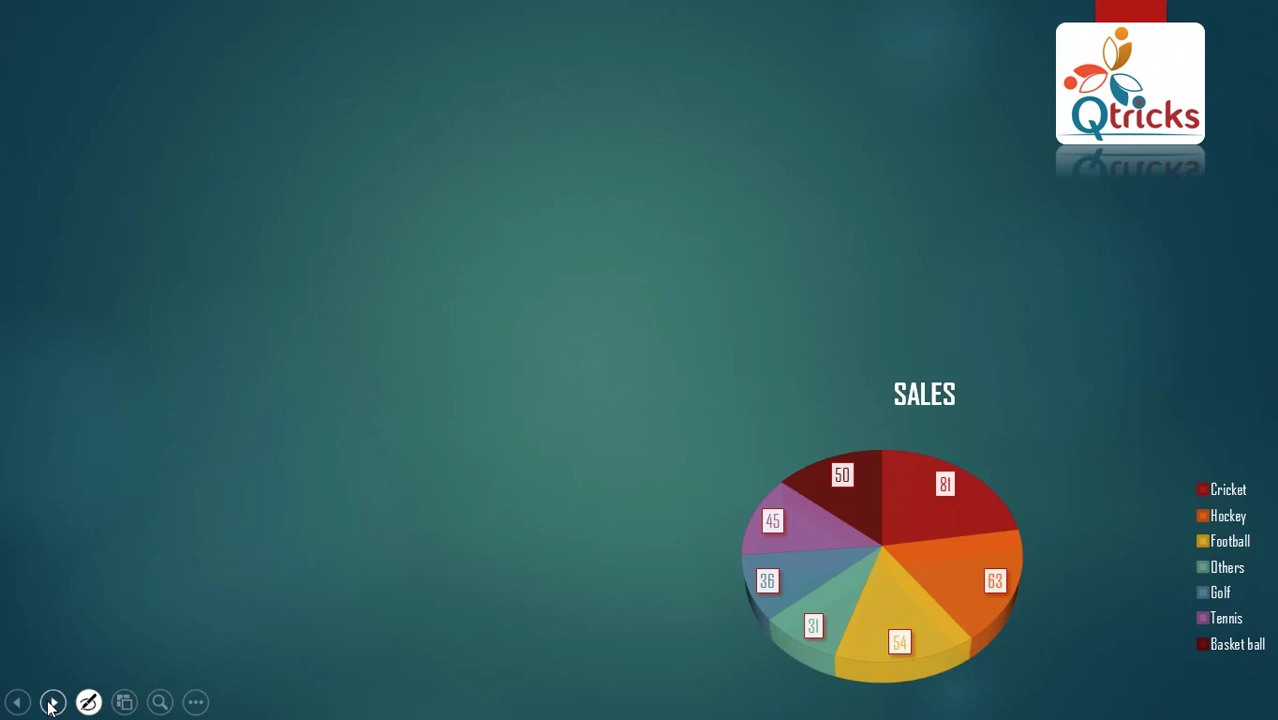 Qtricks
SALES
50
81
45
36
63
31
54
Cricket
Hockey
Football
Others
Golf
Tennis
Basket ball